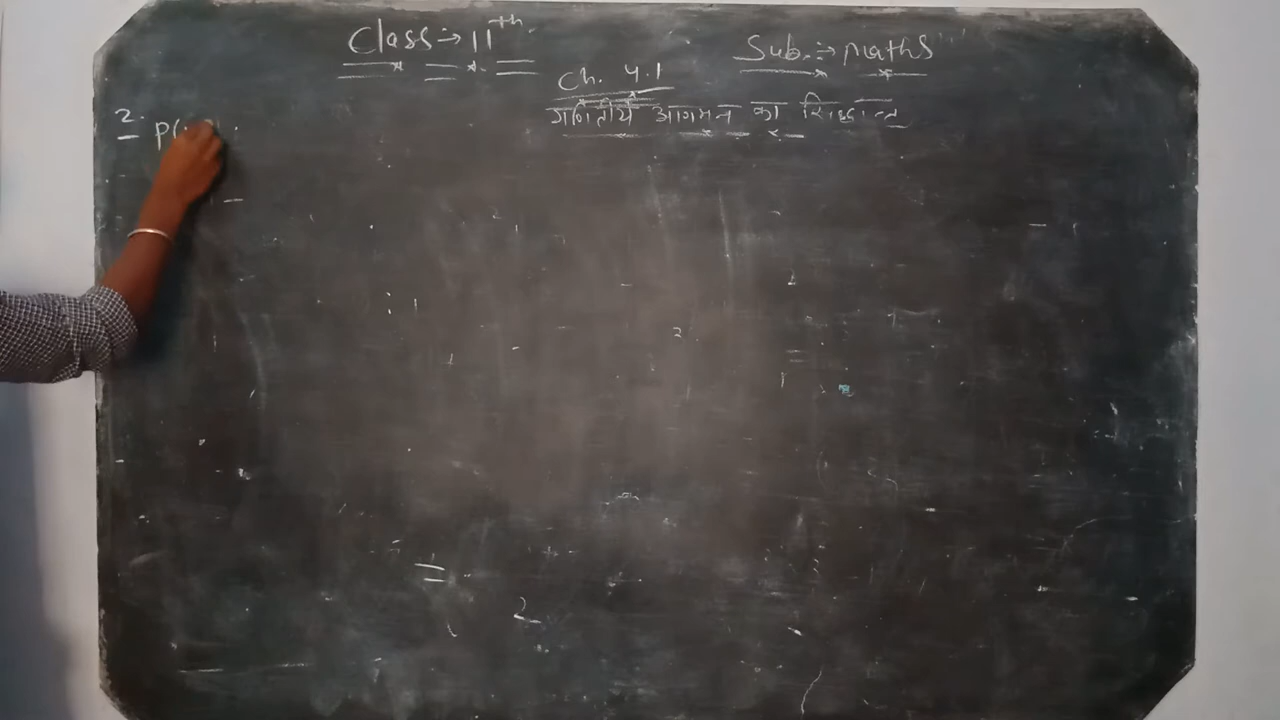 Class :→ 11th
Sub. :→ maths
Ch. 4.1
गणितीय आगमन का सिद्धान्त
2. P(